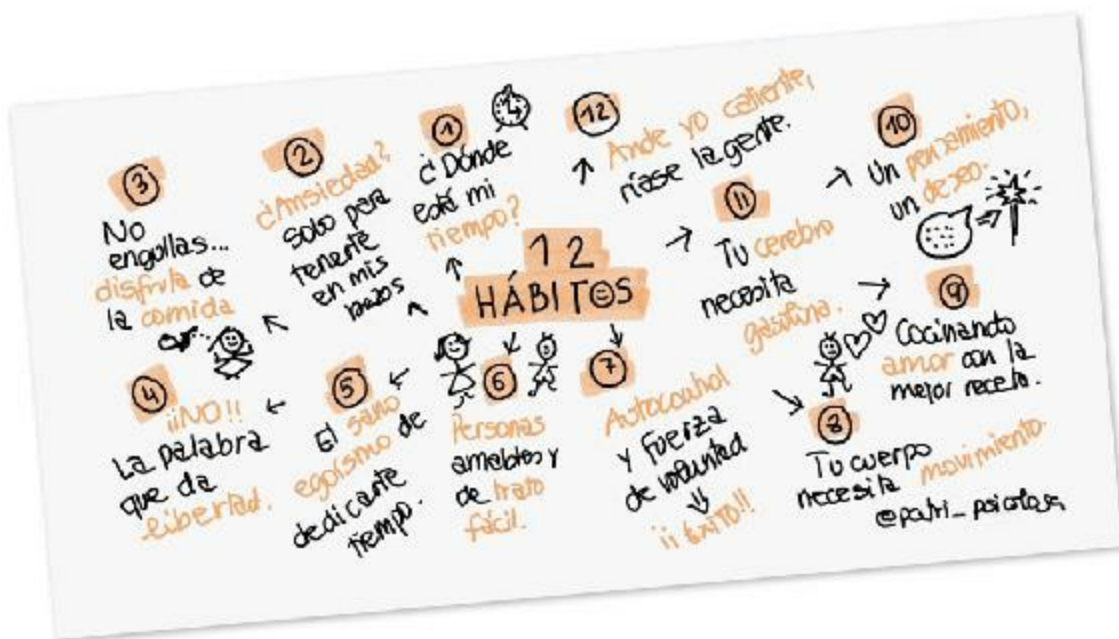 12
HÁBITOS
1
¿Dónde
está mi
tiempo?
2
¿Ansiedad?
solo para
tenerte
en mis
3
No
engullas...
disfruta de
la comida
4
¡¡NO!!
La palabra
que da
libertad.
5
El sano
egoísmo de
dedicarte
tiempo.
6
Personas
amables y
de trato
fácil.
7
Autocontrol
y fuerza
de voluntad
¡¡ÉXITO!!
8
Tu cuerpo
necesita movimiento.
9
Cocinando
amor con la
mejor receta.
10
Un pensamiento,
un deseo.
11
Tu cerebro
necesita
gasolina.
12
Ande yo caliente,
ríase la gente.
@patri_psicologa